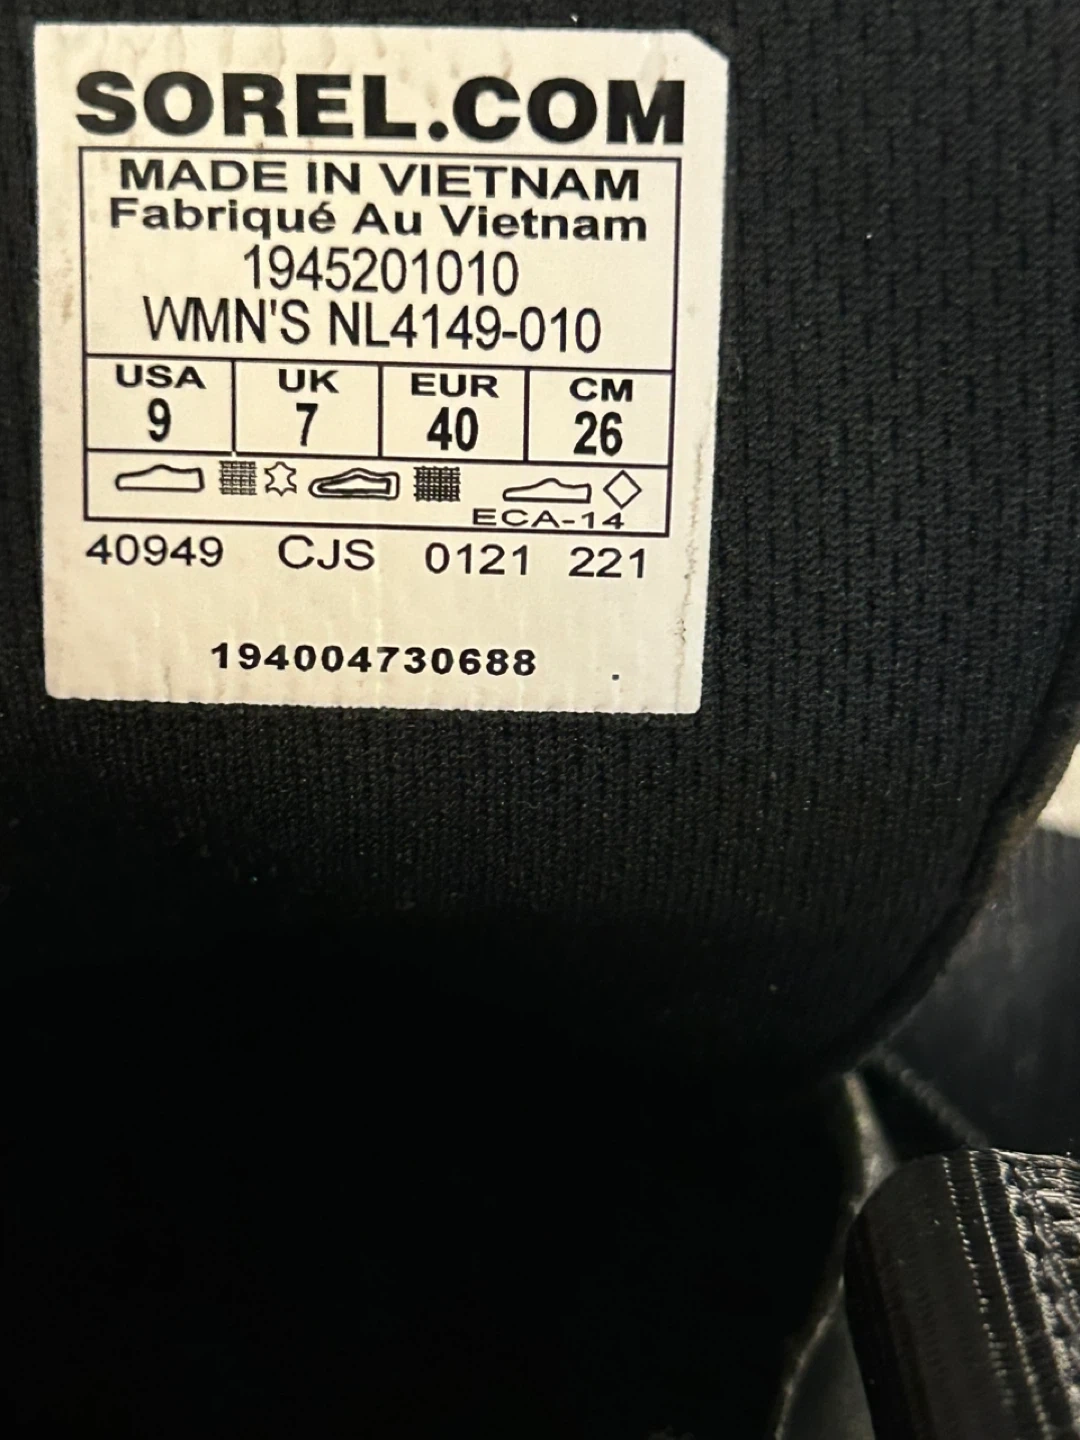 SOREL.COM
MADE IN VIETNAM
Fabriqué Au Vietnam
1945201010
WMN'S NL4149-010
USA UK EUR CM
9 7 40 26
ECA-14
40949 CJS 0121 221
194004730688